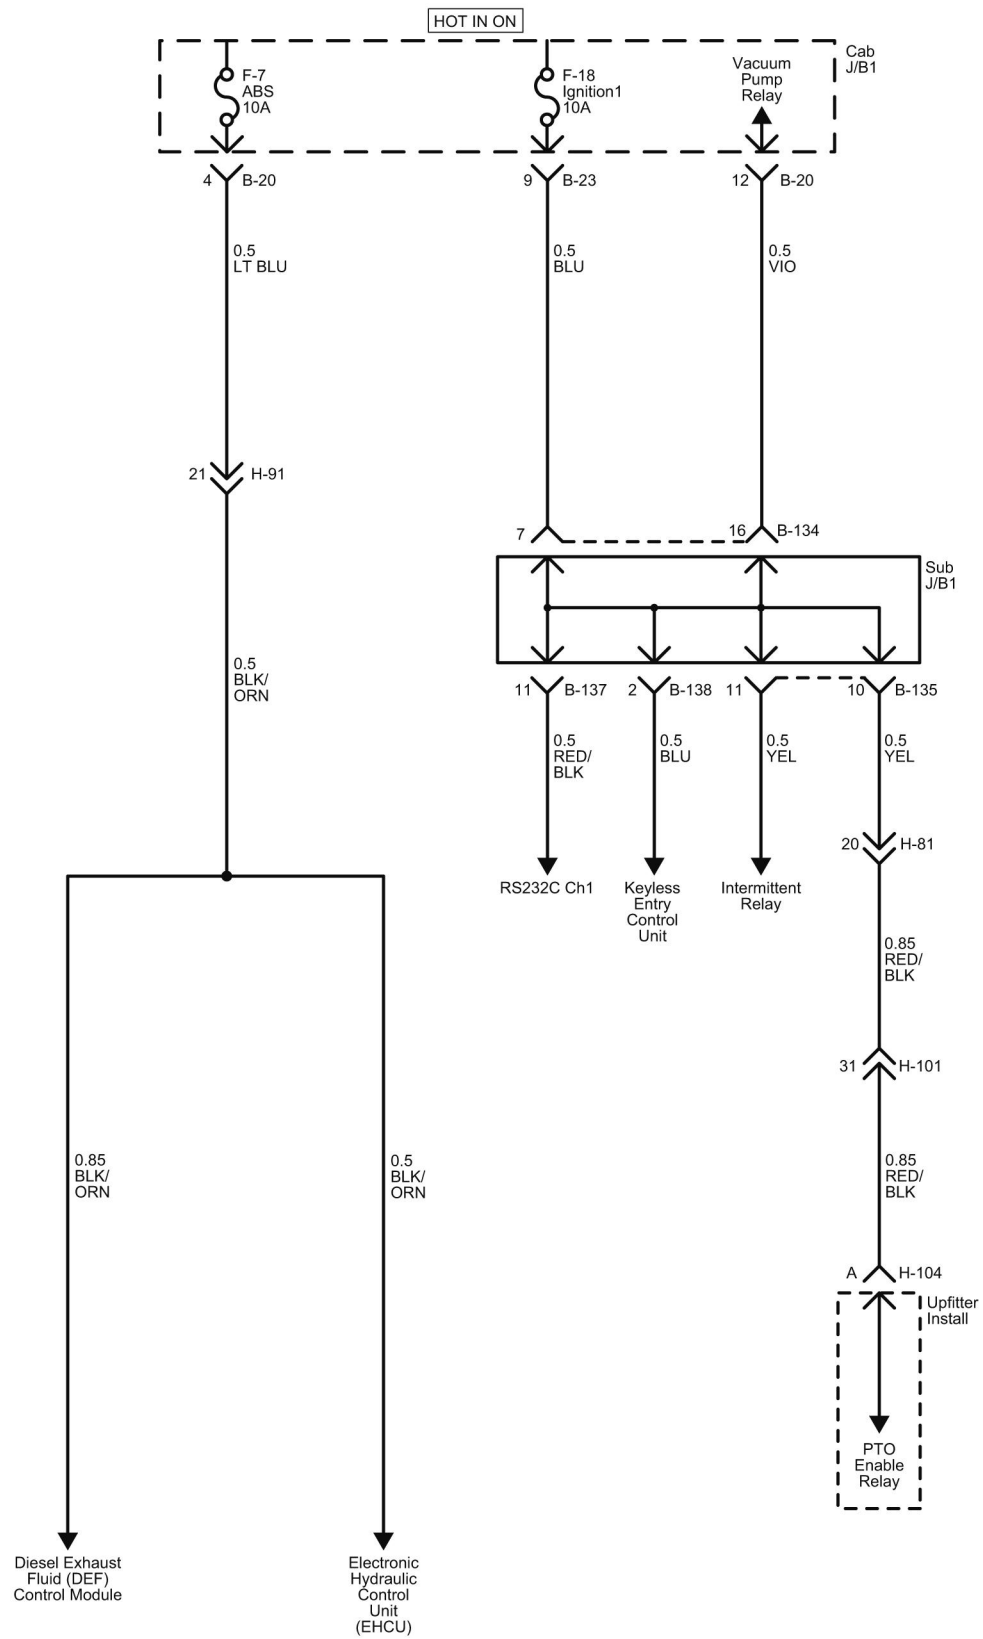 HOT IN ON
Cab
J/B1
F-7
ABS
10A
F-18
Ignition1
10A
Vacuum
Pump
Relay
4 B-20
9 B-23
12 B-20
0.5
LT BLU
0.5
BLU
0.5
VIO
21 H-91
7
16 B-134
Sub
J/B1
0.5
BLK/
ORN
11 B-137
2 B-138
11
10 B-135
0.5
RED/
BLK
0.5
BLU
0.5
YEL
0.5
YEL
20 H-81
RS232C Ch1
Keyless
Entry
Control
Unit
Intermittent
Relay
0.85
RED/
BLK
31 H-101
0.85
BLK/
ORN
0.5
BLK/
ORN
0.85
RED/
BLK
A H-104
Upfitter
Install
PTO
Enable
Relay
Diesel Exhaust
Fluid (DEF)
Control Module
Electronic
Hydraulic
Control
Unit
(EHCU)